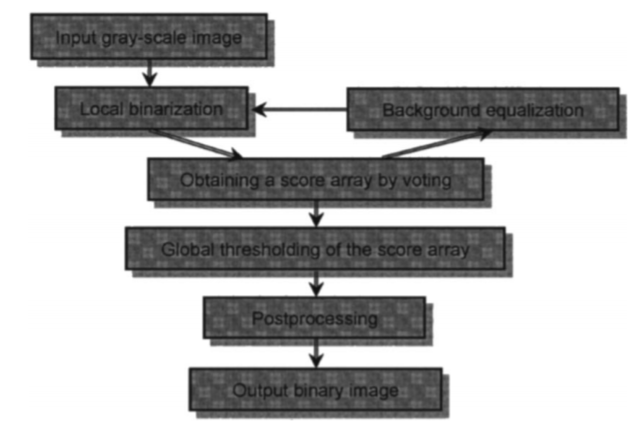 Input gray-scale image
Local binarization
Background equalization
Obtaining a score array by voting
Global thresholding of the score array
Postprocessing
Output binary image